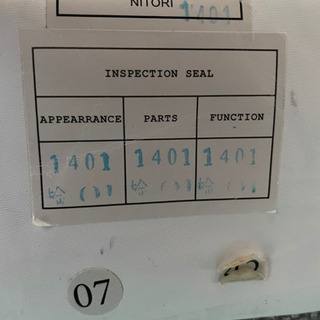 NITORI
1401
INSPECTION SEAL
APPEARRANCE PARTS FUNCTION
1401 1401 1401
07